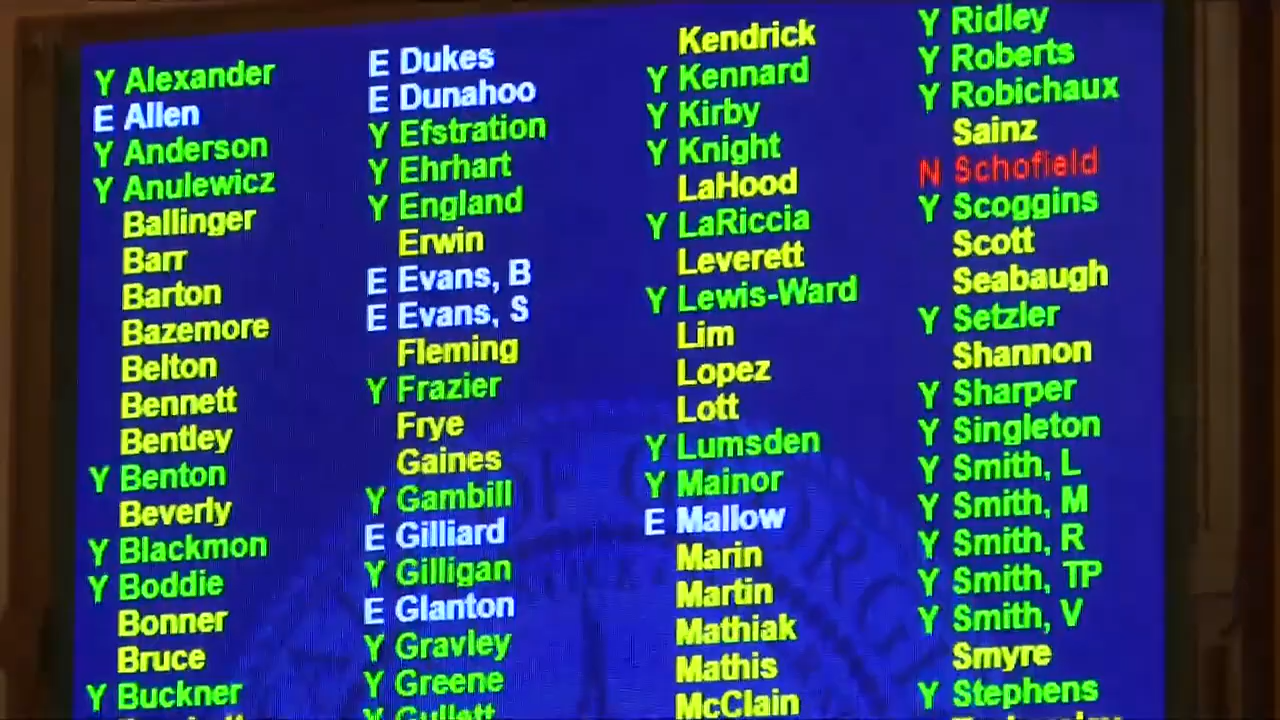 Y Alexander
E Allen
Y Anderson
Y Anulewicz
Ballinger
Barr
Barton
Bazemore
Belton
Bennett
Bentley
Y Benton
Beverly
Y Blackmon
Y Boddie
Bonner
Bruce
Y Buckner
E Dukes
E Dunahoo
Y Efstration
Y Ehrhart
Y England
Erwin
E Evans, B
E Evans, S
Fleming
Y Frazier
Frye
Gaines
Y Gambill
E Gilliard
Y Gilligan
E Glanton
Y Gravley
Y Greene
Y Gullett
Kendrick
Y Kennard
Y Kirby
Y Knight
LaHood
Y LaRiccia
Leverett
Y Lewis-Ward
Lim
Lopez
Lott
Y Lumsden
Y Mainor
E Mallow
Marin
Martin
Mathiak
Mathis
McClain
Y Ridley
Y Roberts
Y Robichaux
Sainz
N Schofield
Y Scoggins
Scott
Seabaugh
Y Setzler
Shannon
Y Sharper
Y Singleton
Y Smith, L
Y Smith, M
Y Smith, R
Y Smith, TP
Y Smith, V
Smyre
Y Stephens